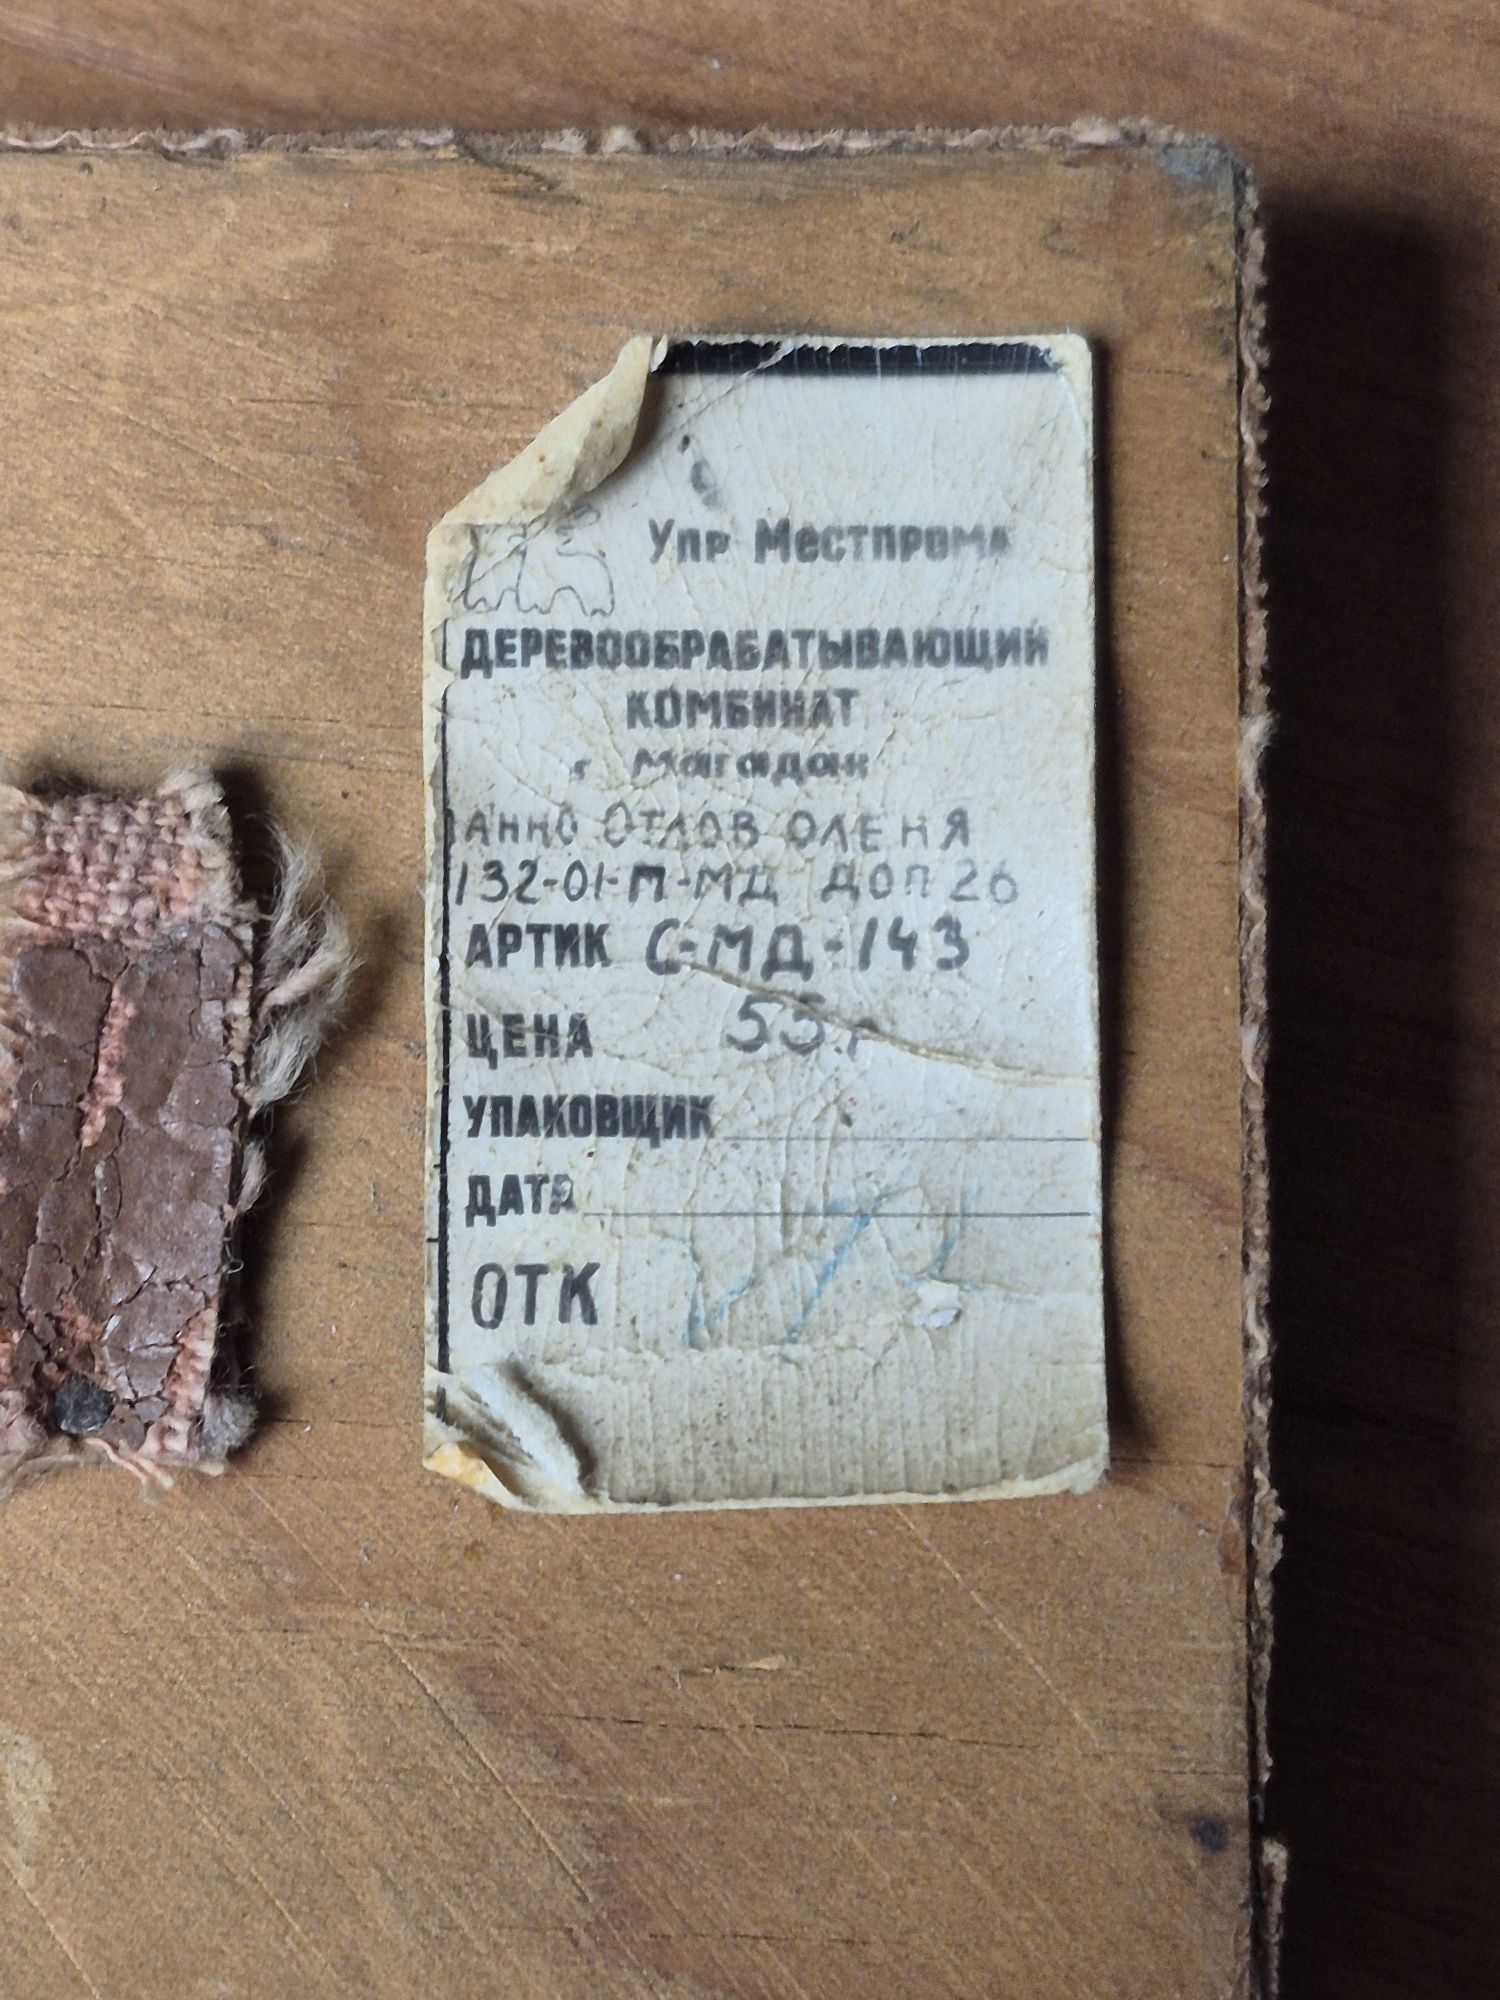 Упр Местпрома
ДЕРЕВООБРАБАТЫВАЮЩИЙ
КОМБИНАТ
г Магадан
ПАННО ОТЛОВ ОЛЕНЯ
132-01-М-МД ДОП 26
АРТИК С-МД-143
ЦЕНА 55.р
УПАКОВЩИК
ДАТА
ОТК